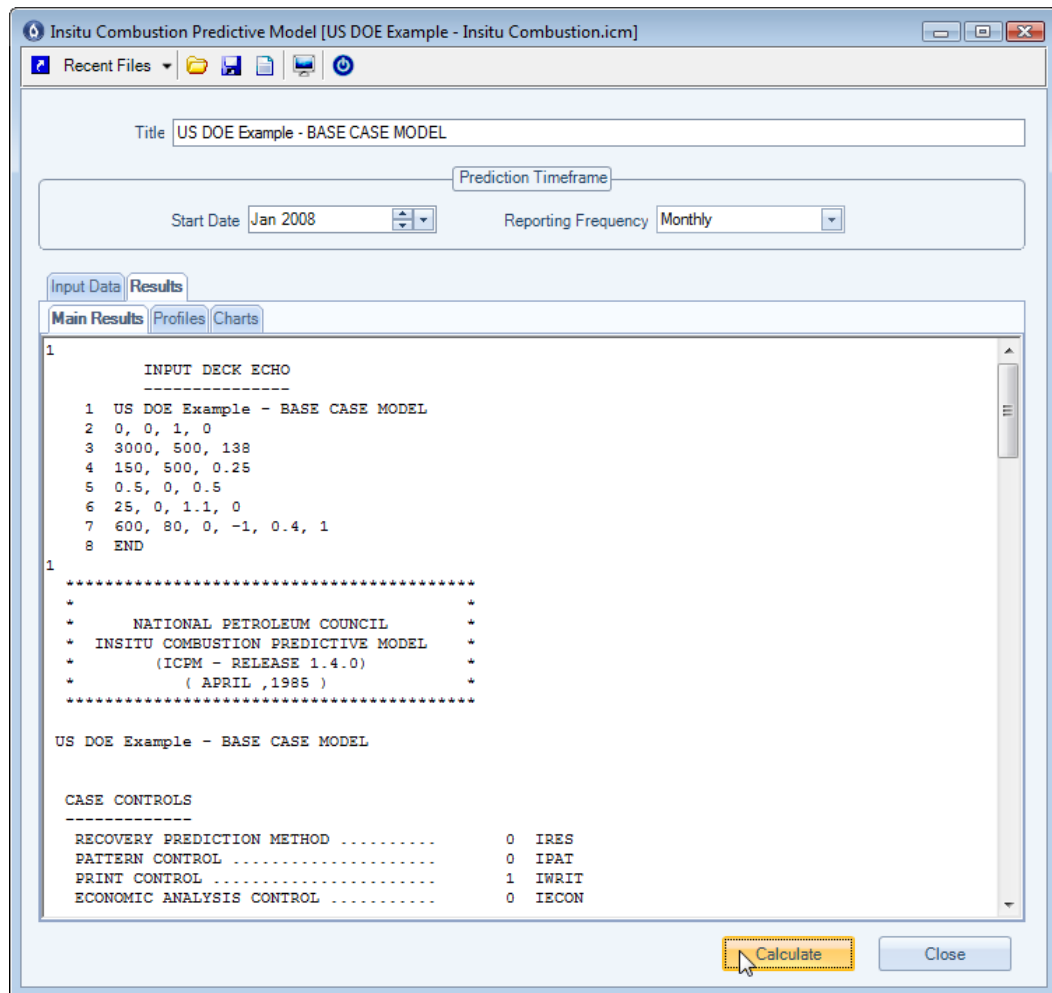 Insitu Combustion Predictive Model [US DOE Example - Insitu Combustion.icm]
Recent Files
Title US DOE Example - BASE CASE MODEL
Prediction Timeframe
Start Date Jan 2008 Reporting Frequency Monthly
Input Data Results
Main Results Profiles Charts
1
INPUT DECK ECHO
---------------
1 US DOE Example - BASE CASE MODEL
2 0, 0, 1, 0
3 3000, 500, 138
4 150, 500, 0.25
5 0.5, 0, 0.5
6 25, 0, 1.1, 0
7 600, 80, 0, -1, 0.4, 1
8 END
1
******************************************
* *
* NATIONAL PETROLEUM COUNCIL *
* INSITU COMBUSTION PREDICTIVE MODEL *
* (ICPM - RELEASE 1.4.0) *
* ( APRIL ,1985 ) *
******************************************
US DOE Example - BASE CASE MODEL
CASE CONTROLS
-------------
RECOVERY PREDICTION METHOD .......... 0 IRES
PATTERN CONTROL ..................... 0 IPAT
PRINT CONTROL ....................... 1 IWRIT
ECONOMIC ANALYSIS CONTROL ........... 0 IECON
Calculate Close